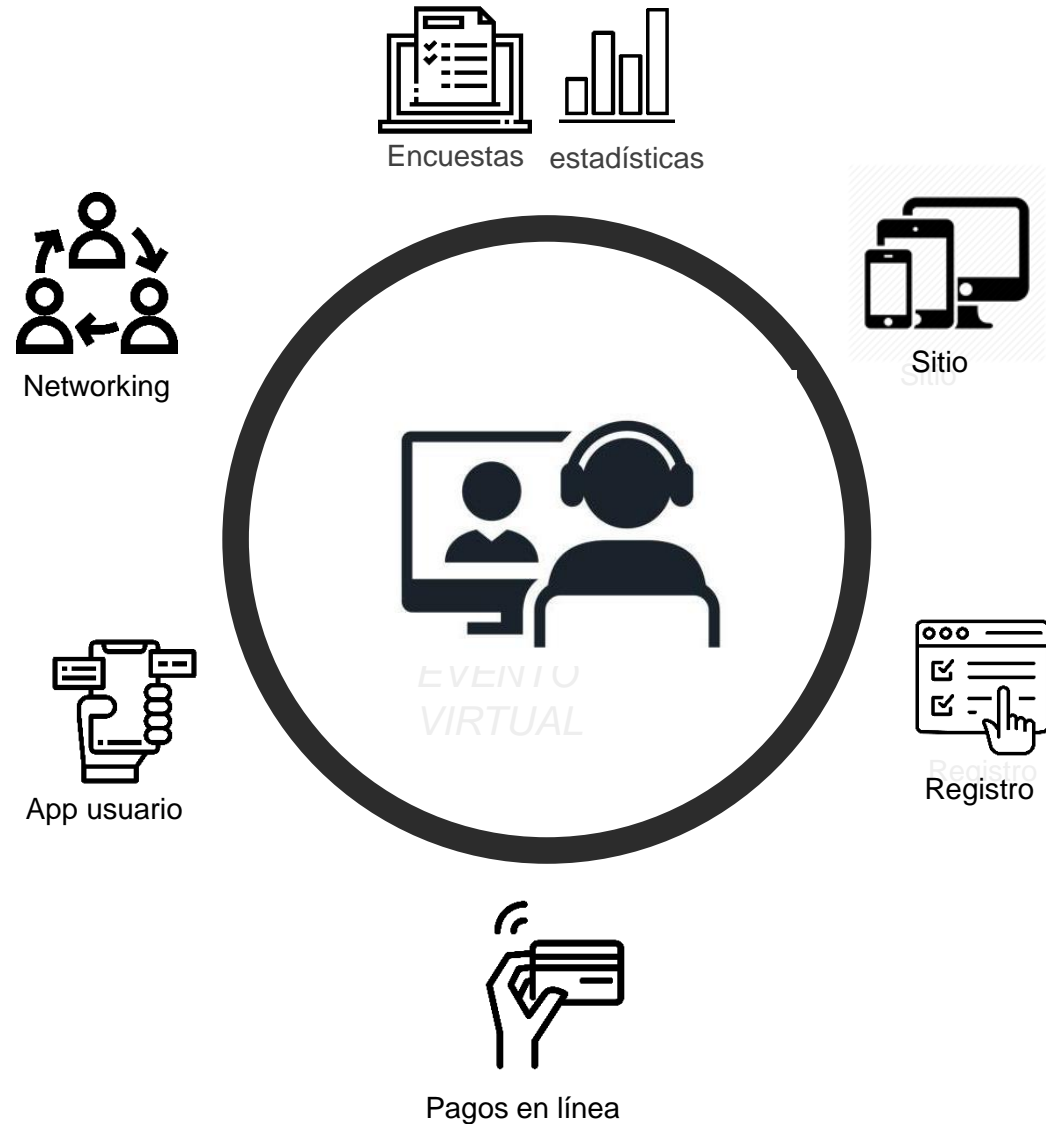 Encuestas estadísticas
Networking
Sitio
Sitio
EVENTO
VIRTUAL
App usuario
Registro
Registro
Pagos en línea